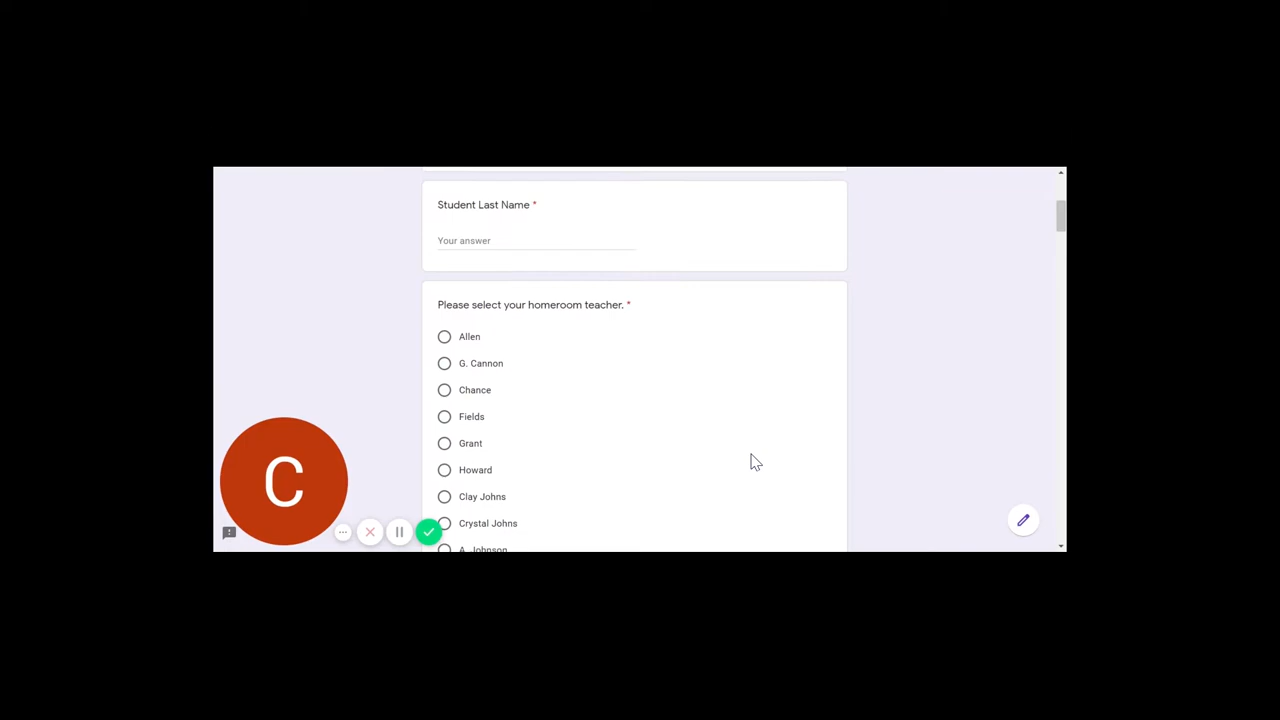 Student Last Name *
Your answer
Please select your homeroom teacher. *
Allen
G. Cannon
Chance
Fields
Grant
Howard
Clay Johns
Crystal Johns
A. Johnson
C